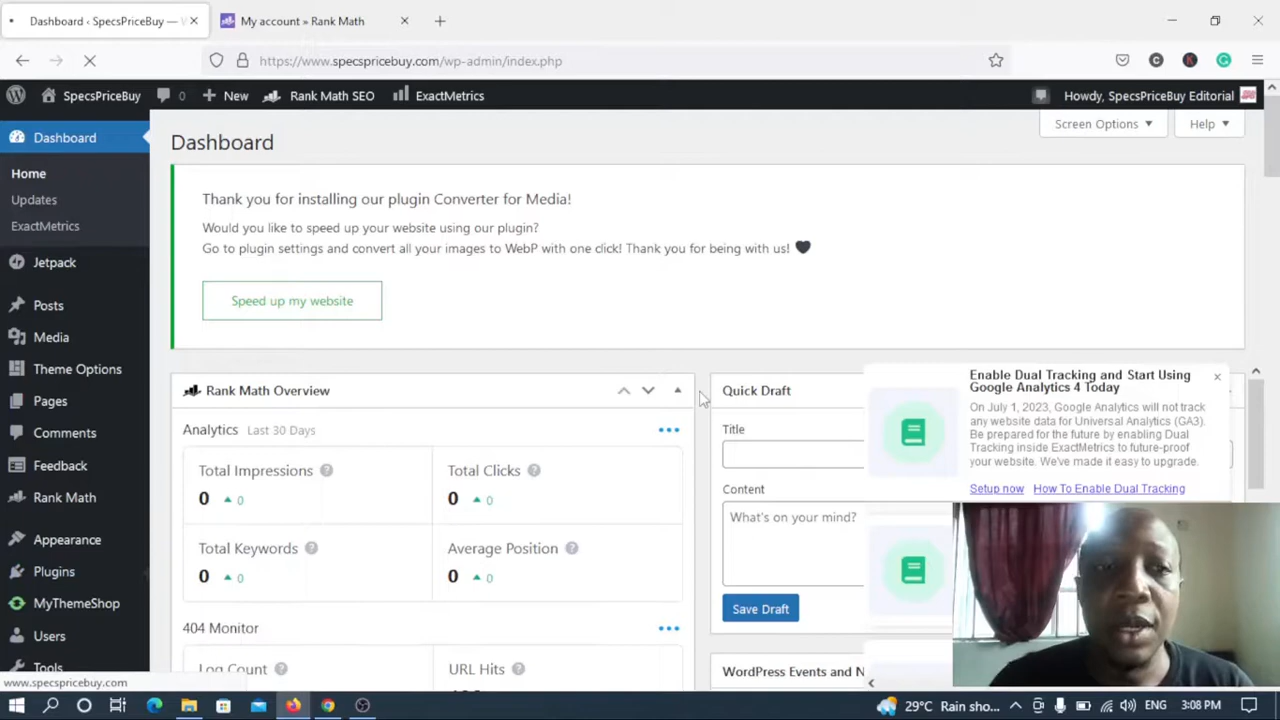 Dashboard ‹ SpecsPriceBuy — W
My account » Rank Math
https://www.specspricebuy.com/wp-admin/index.php
SpecsPriceBuy
0
New
Rank Math SEO
ExactMetrics
Howdy, SpecsPriceBuy Editorial
Dashboard
Home
Updates
ExactMetrics
Jetpack
Posts
Media
Theme Options
Pages
Comments
Feedback
Rank Math
Appearance
Plugins
MyThemeShop
Users
Tools
Dashboard
Screen Options
Help
Thank you for installing our plugin Converter for Media!
Would you like to speed up your website using our plugin?
Go to plugin settings and convert all your images to WebP with one click! Thank you for being with us!
Speed up my website
Rank Math Overview
Analytics Last 30 Days
Total Impressions
0 0
Total Clicks
0 0
Total Keywords
0 0
Average Position
0 0
404 Monitor
Log Count
URL Hits
Quick Draft
Title
Content
What's on your mind?
Save Draft
WordPress Events and N
Enable Dual Tracking and Start Using
Google Analytics 4 Today
On July 1, 2023, Google Analytics will not track
any website data for Universal Analytics (GA3).
Be prepared for the future by enabling Dual
Tracking inside ExactMetrics to future-proof
your website. We've made it easy to upgrade.
Setup now How To Enable Dual Tracking
www.specspricebuy.com
29°C Rain sho...
ENG
3:08 PM